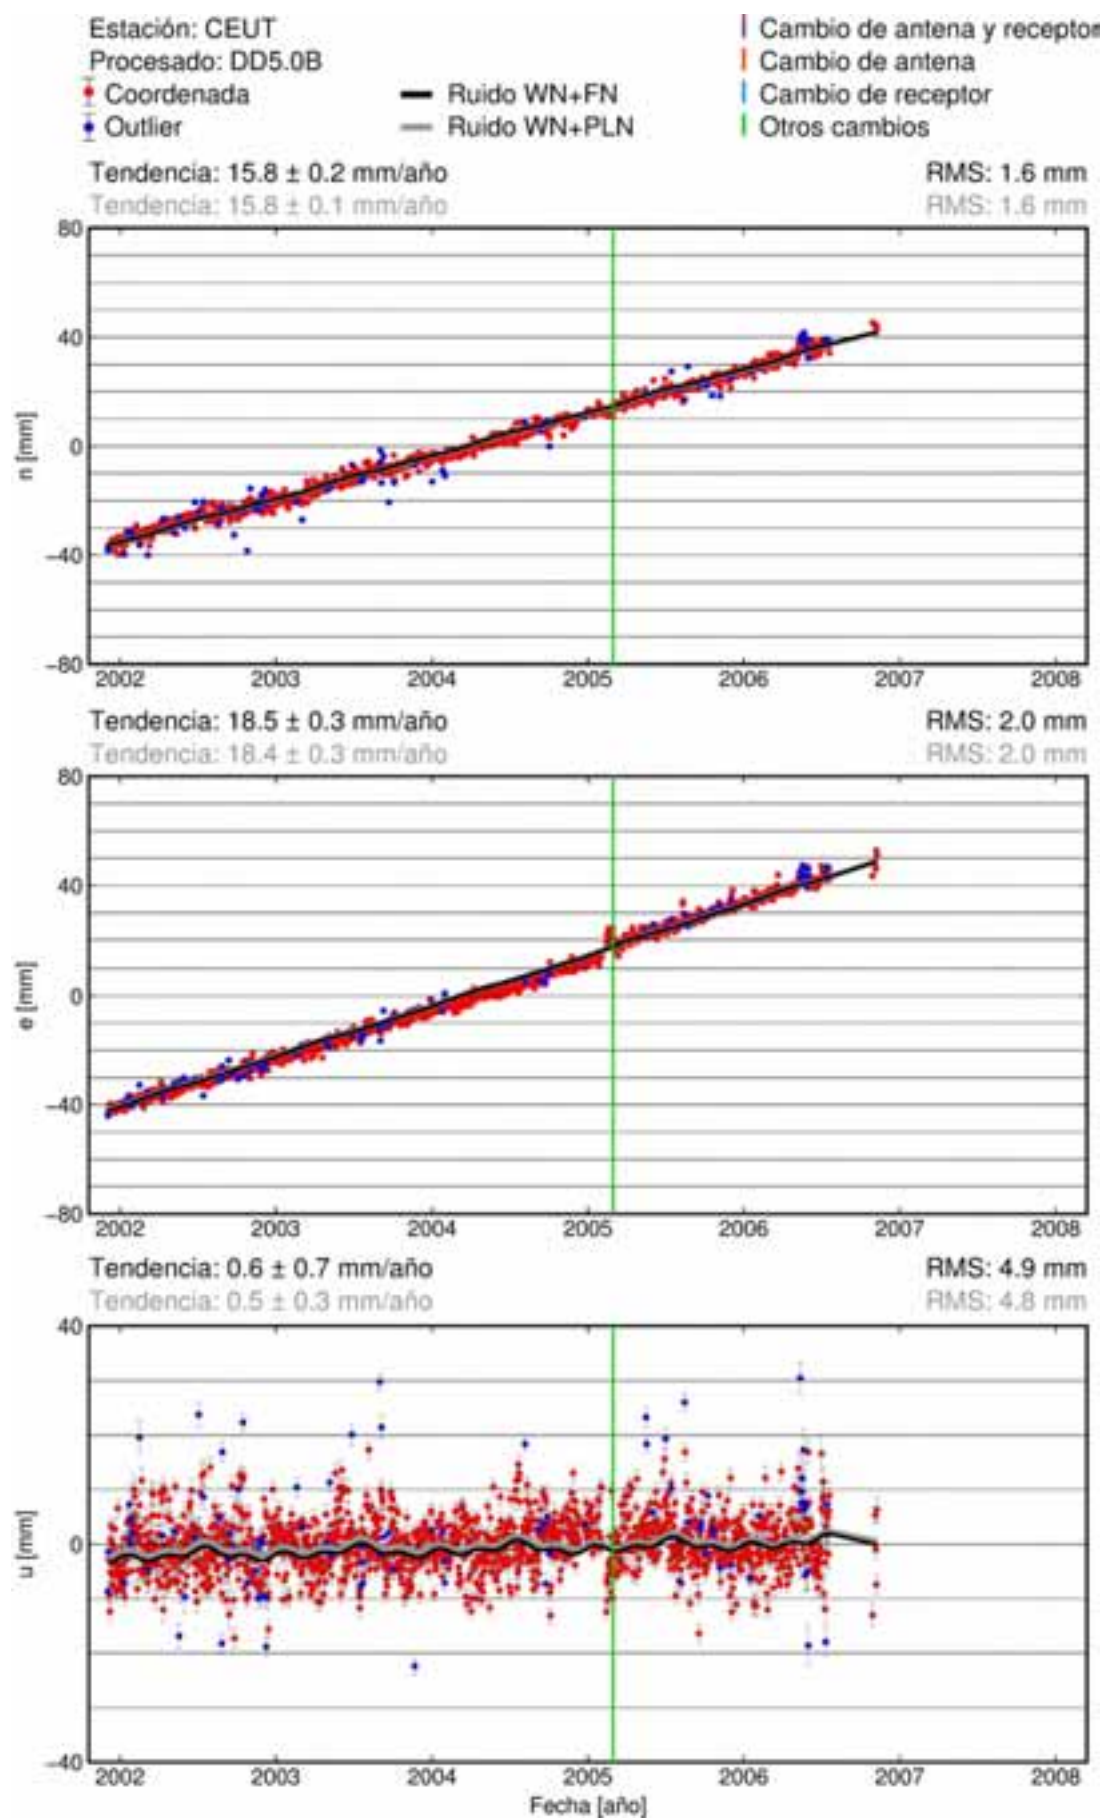 Estación: CEUT
Procesado: DD5.0B
Coordenada
Outlier
Ruido WN+FN
Ruido WN+PLN
Cambio de antena y receptor
Cambio de antena
Cambio de receptor
Otros cambios
Tendencia: 15.8 ± 0.2 mm/año RMS: 1.6 mm
Tendencia: 15.8 ± 0.1 mm/año RMS: 1.6 mm
80
40
0
−40
−80
n [mm]
2002 2003 2004 2005 2006 2007 2008
Tendencia: 18.5 ± 0.3 mm/año RMS: 2.0 mm
Tendencia: 18.4 ± 0.3 mm/año RMS: 2.0 mm
80
40
0
−40
−80
e [mm]
2002 2003 2004 2005 2006 2007 2008
Tendencia: 0.6 ± 0.7 mm/año RMS: 4.9 mm
Tendencia: 0.5 ± 0.3 mm/año RMS: 4.8 mm
40
0
−40
u [mm]
2002 2003 2004 2005 2006 2007 2008
Fecha [año]